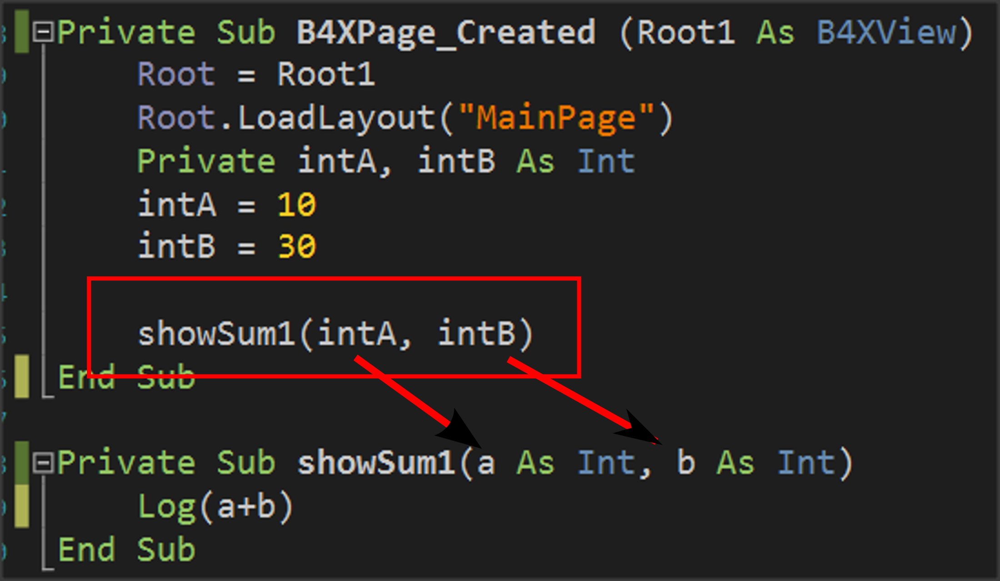 Private Sub B4XPage_Created (Root1 As B4XView)
Root = Root1
Root.LoadLayout("MainPage")
Private intA, intB As Int
intA = 10
intB = 30
showSum1(intA, intB)
End Sub
Private Sub showSum1(a As Int, b As Int)
Log(a+b)
End Sub